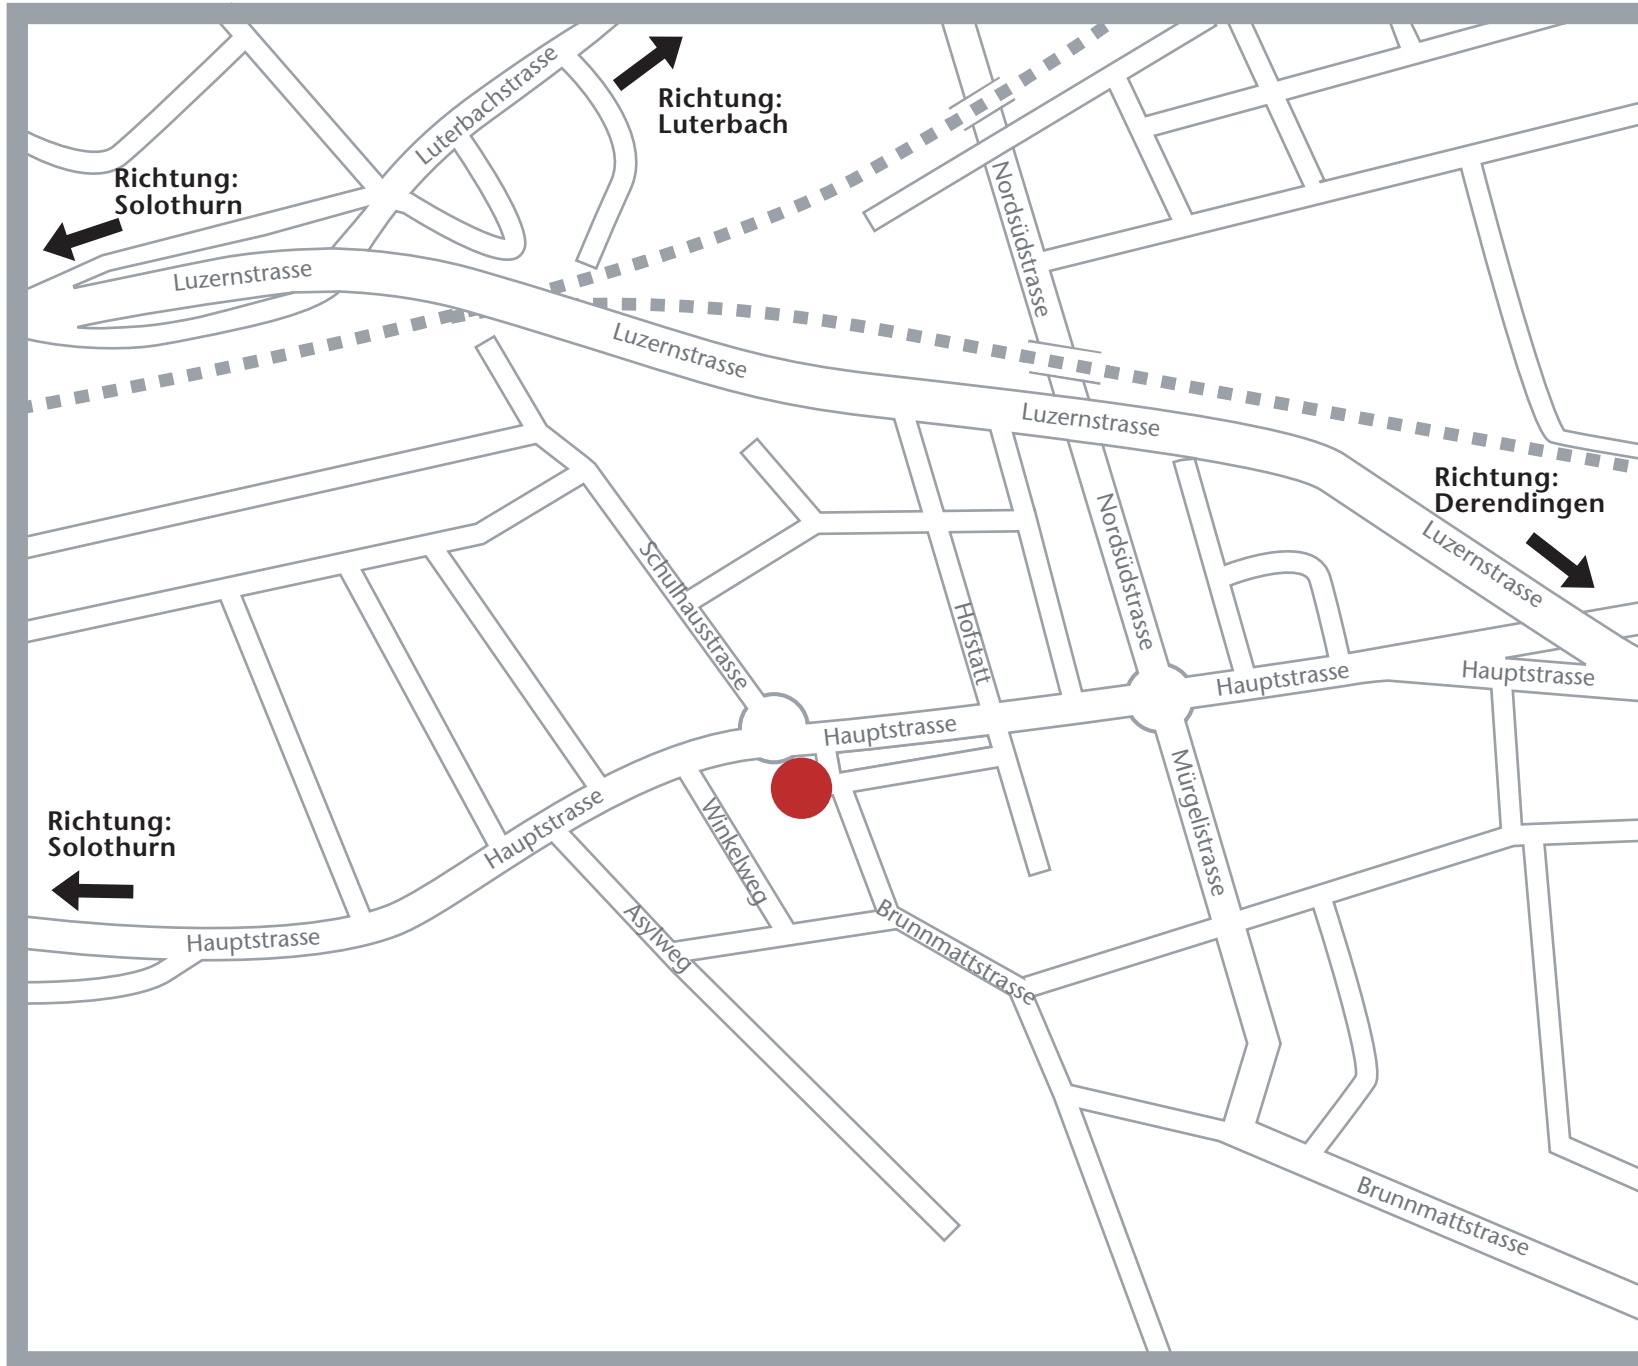 Luterbachstrasse
Richtung:
Luterbach
Richtung:
Solothurn
Luzernstrasse
Nordsüdstrasse
Luzernstrasse
Luzernstrasse
Richtung:
Derendingen
Luzernstrasse
Nordsüdstrasse
Schulhausstrasse
Hofstatt
Hauptstrasse
Hauptstrasse
Hauptstrasse
Mürgelistrasse
Richtung:
Solothurn
Hauptstrasse
Winkelweg
Hauptstrasse
Asylweg
Brunnmattstrasse
Brunnmattstrasse